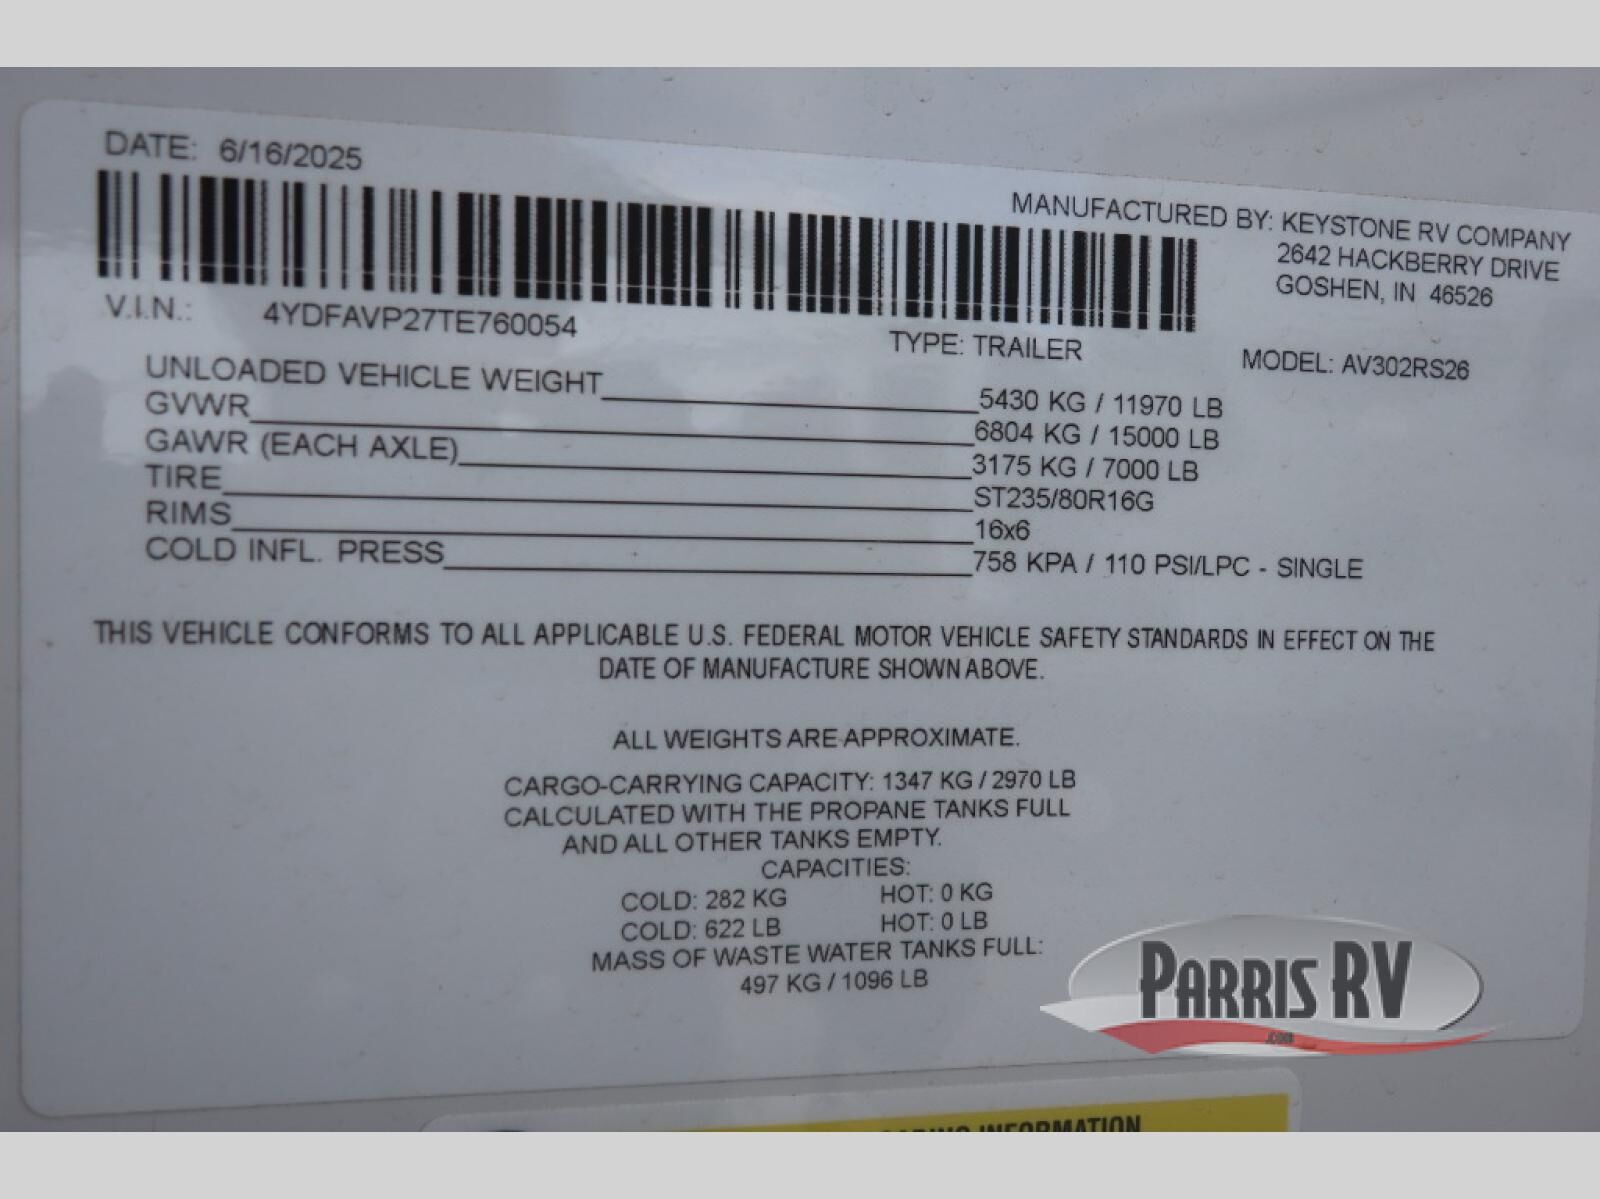 DATE: 6/16/2025
MANUFACTURED BY: KEYSTONE RV COMPANY
2642 HACKBERRY DRIVE
GOSHEN, IN 46526
V.I.N.: 4YDFAVP27TE760054
TYPE: TRAILER
MODEL: AV302RS26
UNLOADED VEHICLE WEIGHT 5430 KG / 11970 LB
GVWR 6804 KG / 15000 LB
GAWR (EACH AXLE) 3175 KG / 7000 LB
TIRE ST235/80R16G
RIMS 16x6
COLD INFL. PRESS 758 KPA / 110 PSI/LPC - SINGLE
THIS VEHICLE CONFORMS TO ALL APPLICABLE U.S. FEDERAL MOTOR VEHICLE SAFETY STANDARDS IN EFFECT ON THE
DATE OF MANUFACTURE SHOWN ABOVE.
ALL WEIGHTS ARE APPROXIMATE.
CARGO-CARRYING CAPACITY: 1347 KG / 2970 LB
CALCULATED WITH THE PROPANE TANKS FULL
AND ALL OTHER TANKS EMPTY.
CAPACITIES:
COLD: 282 KG HOT: 0 KG
COLD: 622 LB HOT: 0 LB
MASS OF WASTE WATER TANKS FULL:
497 KG / 1096 LB
PARRIS RV
.com
INFORMATION